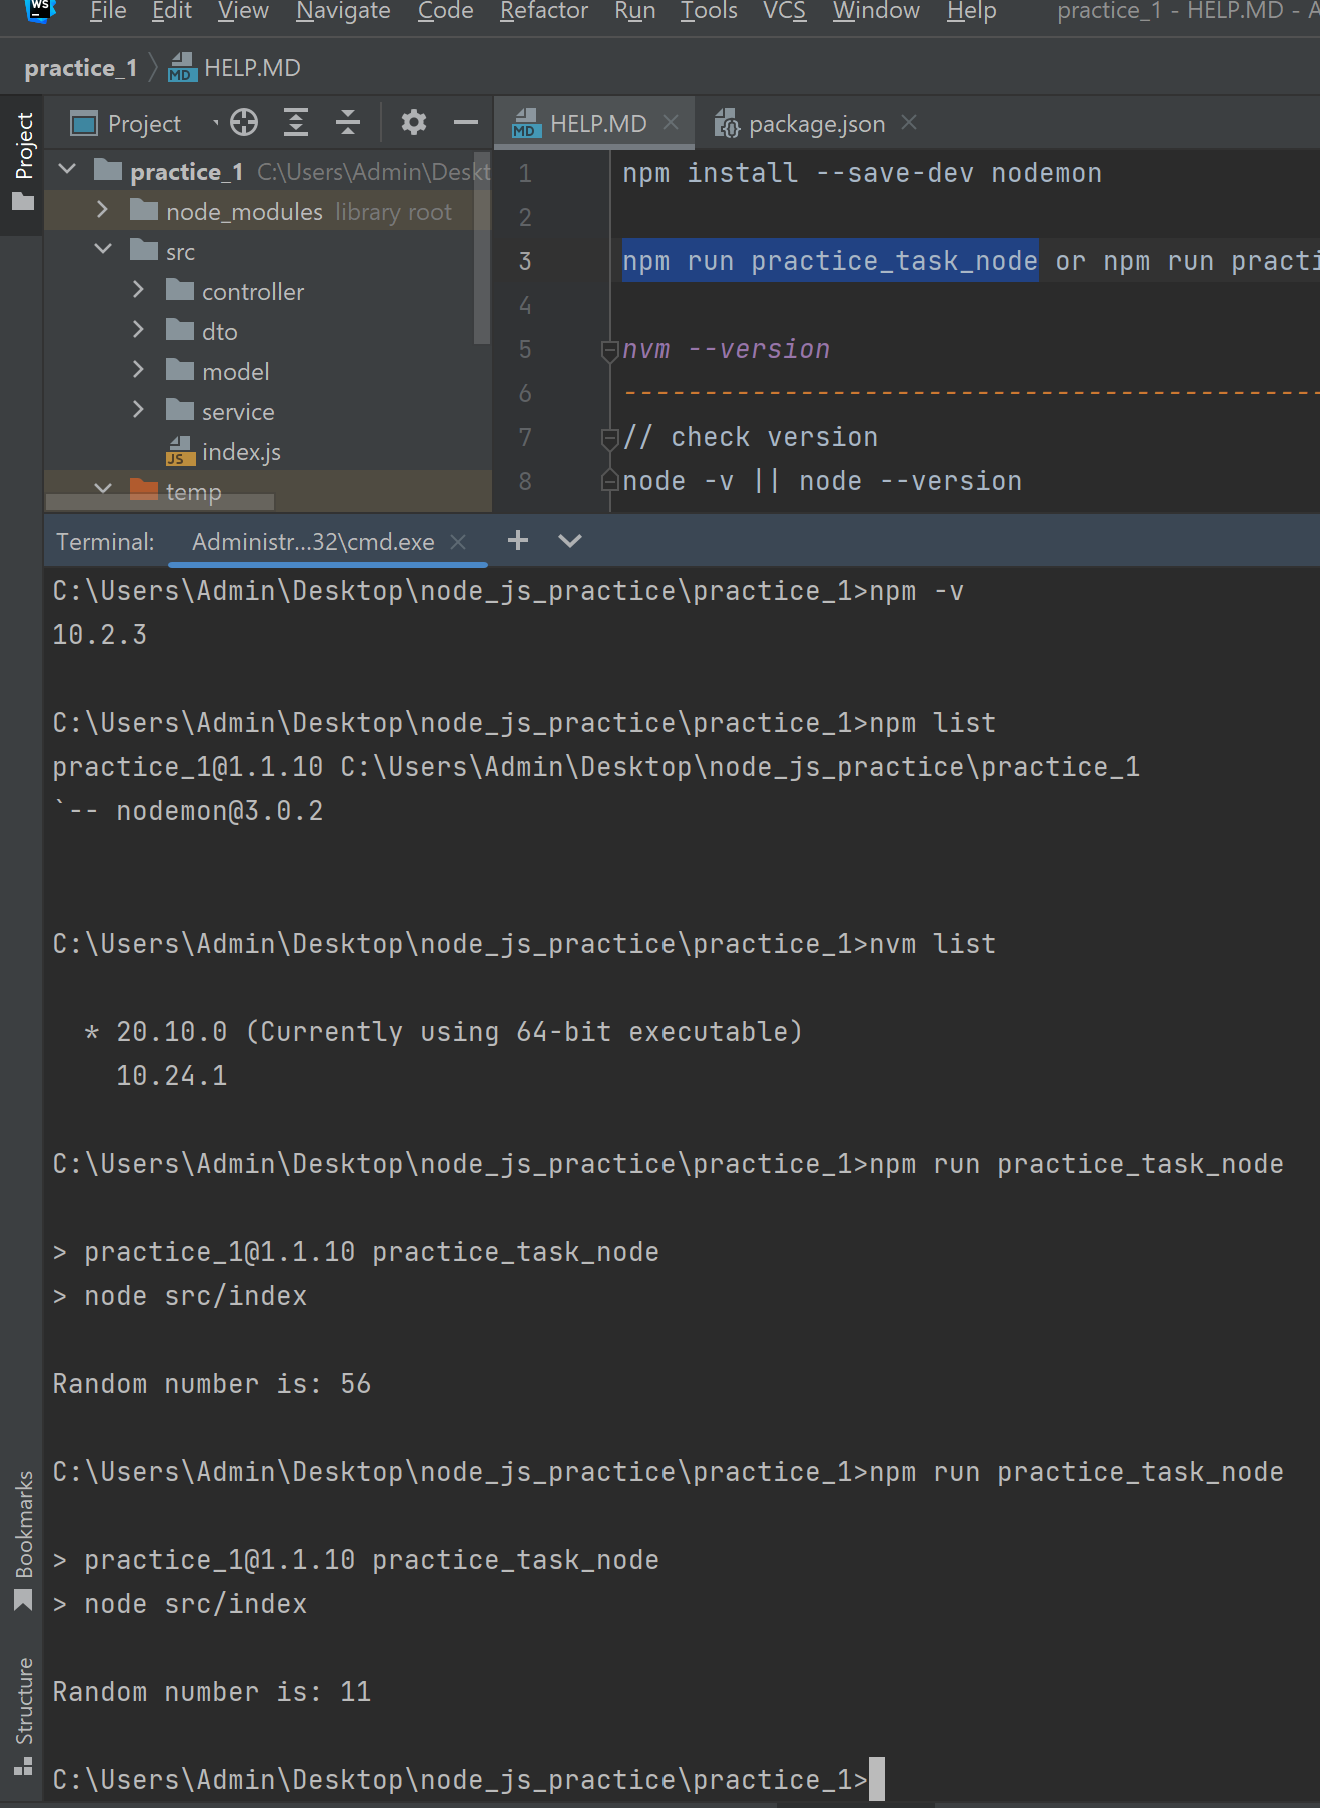 WS File Edit View Navigate Code Refactor Run Tools VCS Window Help practice_1 - HELP.MD -
practice_1 HELP.MD
Project
Project HELP.MD package.json
practice_1 C:\Users\Admin\Deskt
node_modules library root
src
controller
dto
model
service
index.js
temp
1 npm install --save-dev nodemon
2
3 npm run practice_task_node or npm run practi
4
5 nvm --version
6 --------------------------------------------
7 // check version
8 node -v || node --version
Terminal: Administr...32\cmd.exe
C:\Users\Admin\Desktop\node_js_practice\practice_1>npm -v
10.2.3
C:\Users\Admin\Desktop\node_js_practice\practice_1>npm list
practice_1@1.1.10 C:\Users\Admin\Desktop\node_js_practice\practice_1
`-- nodemon@3.0.2
C:\Users\Admin\Desktop\node_js_practice\practice_1>nvm list
* 20.10.0 (Currently using 64-bit executable)
10.24.1
C:\Users\Admin\Desktop\node_js_practice\practice_1>npm run practice_task_node
> practice_1@1.1.10 practice_task_node
> node src/index
Random number is: 56
C:\Users\Admin\Desktop\node_js_practice\practice_1>npm run practice_task_node
> practice_1@1.1.10 practice_task_node
> node src/index
Random number is: 11
C:\Users\Admin\Desktop\node_js_practice\practice_1>
Bookmarks
Structure